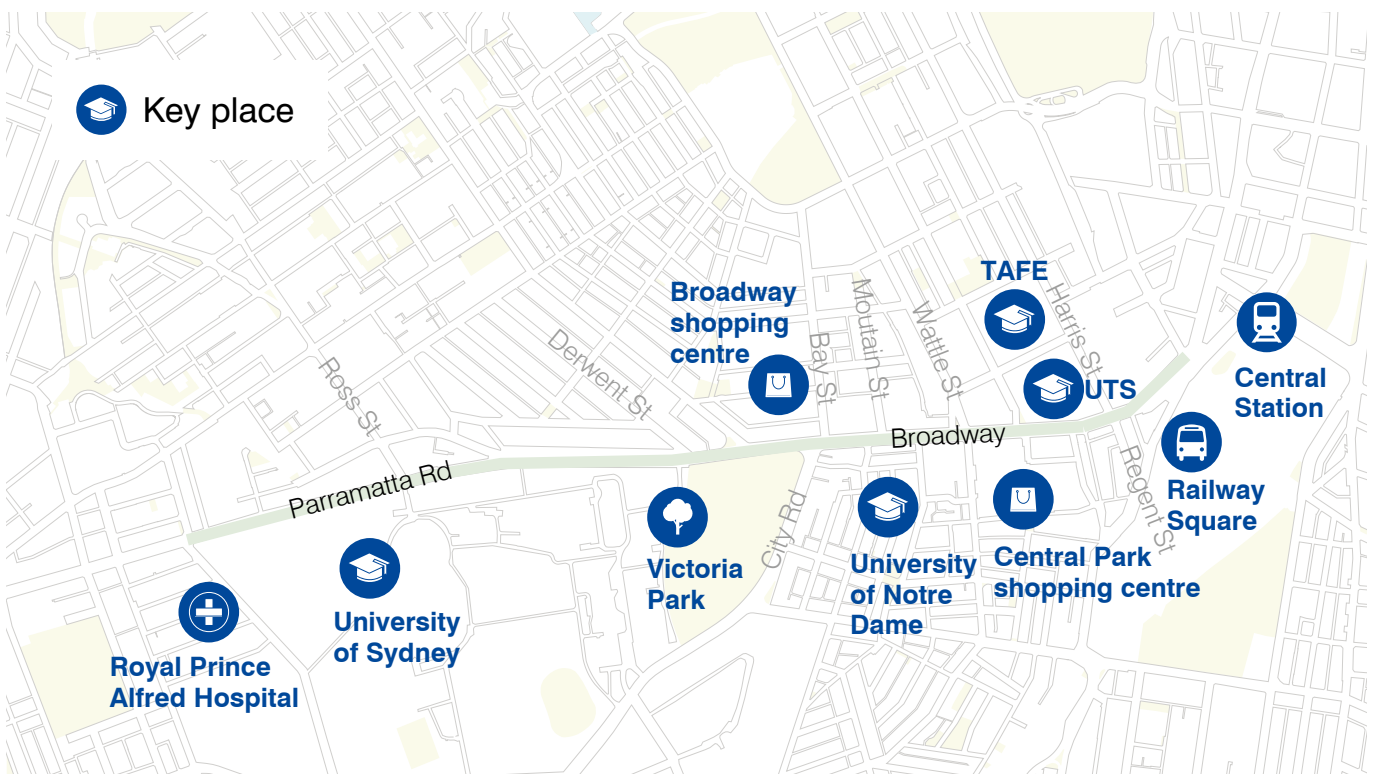 Key place
TAFE
Broadway
shopping
centre
Harris St
Moutain St
Wattle St
Bay St
Derwent St
Ross St
UTS
Central
Station
Broadway
Parramatta Rd
Regent St
Railway
Square
City Rd
Victoria
Park
University
of Notre
Dame
Central Park
shopping centre
University
of Sydney
Royal Prince
Alfred Hospital